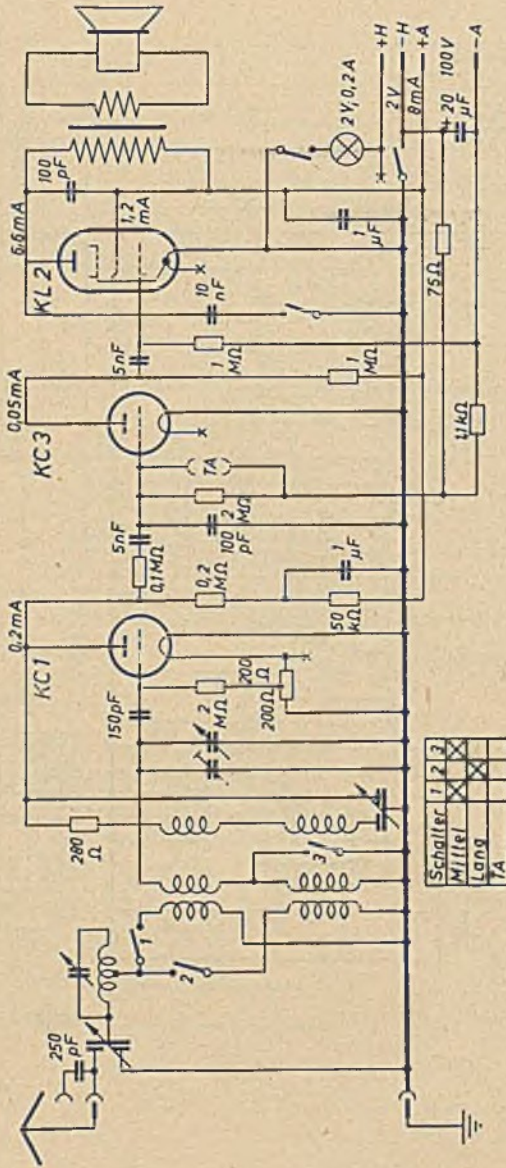 250 pF
1
2
280 Ω
3
150pF
KC1
0,2mA
2 MΩ
200 Ω
200Ω
0,1MΩ
5nF
0,2 MΩ
50 kΩ
1 µF
100 pF
2 MΩ
TA
KC3
0,05mA
5nF
1 MΩ
1 MΩ
10 nF
KL2
6,6mA
1,2 mA
100 pF
1 µF
2V, 0,2A
75Ω
1,1kΩ
+ 20 µF
2V
8mA
100V
+H
-H
+A
-A
Schalter 1 2 3
Mittel X X
Lang X
TA